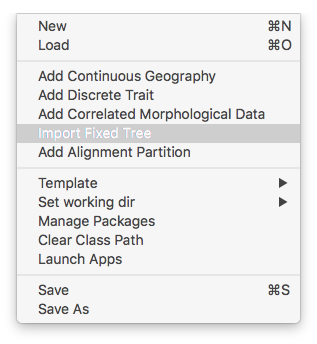 New ⌘N
Load ⌘O
Add Continuous Geography
Add Discrete Trait
Add Correlated Morphological Data
Import Fixed Tree
Add Alignment Partition
Template ▶
Set working dir ▶
Manage Packages
Clear Class Path
Launch Apps
Save ⌘S
Save As